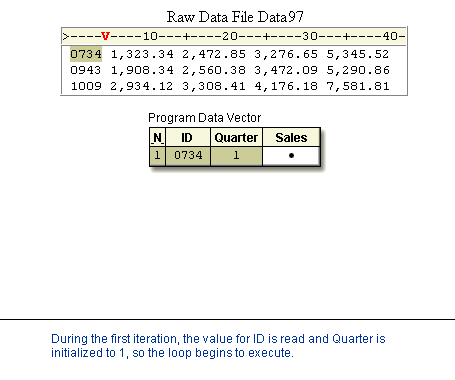 Raw Data File Data97
>----V----10---+----20---+----30---+----40-
0734 1,323.34 2,472.85 3,276.65 5,345.52
0943 1,908.34 2,560.38 3,472.09 5,290.86
1009 2,934.12 3,308.41 4,176.18 7,581.81
Program Data Vector
_N_ ID Quarter Sales
1 0734 1 •
During the first iteration, the value for ID is read and Quarter is
initialized to 1, so the loop begins to execute.